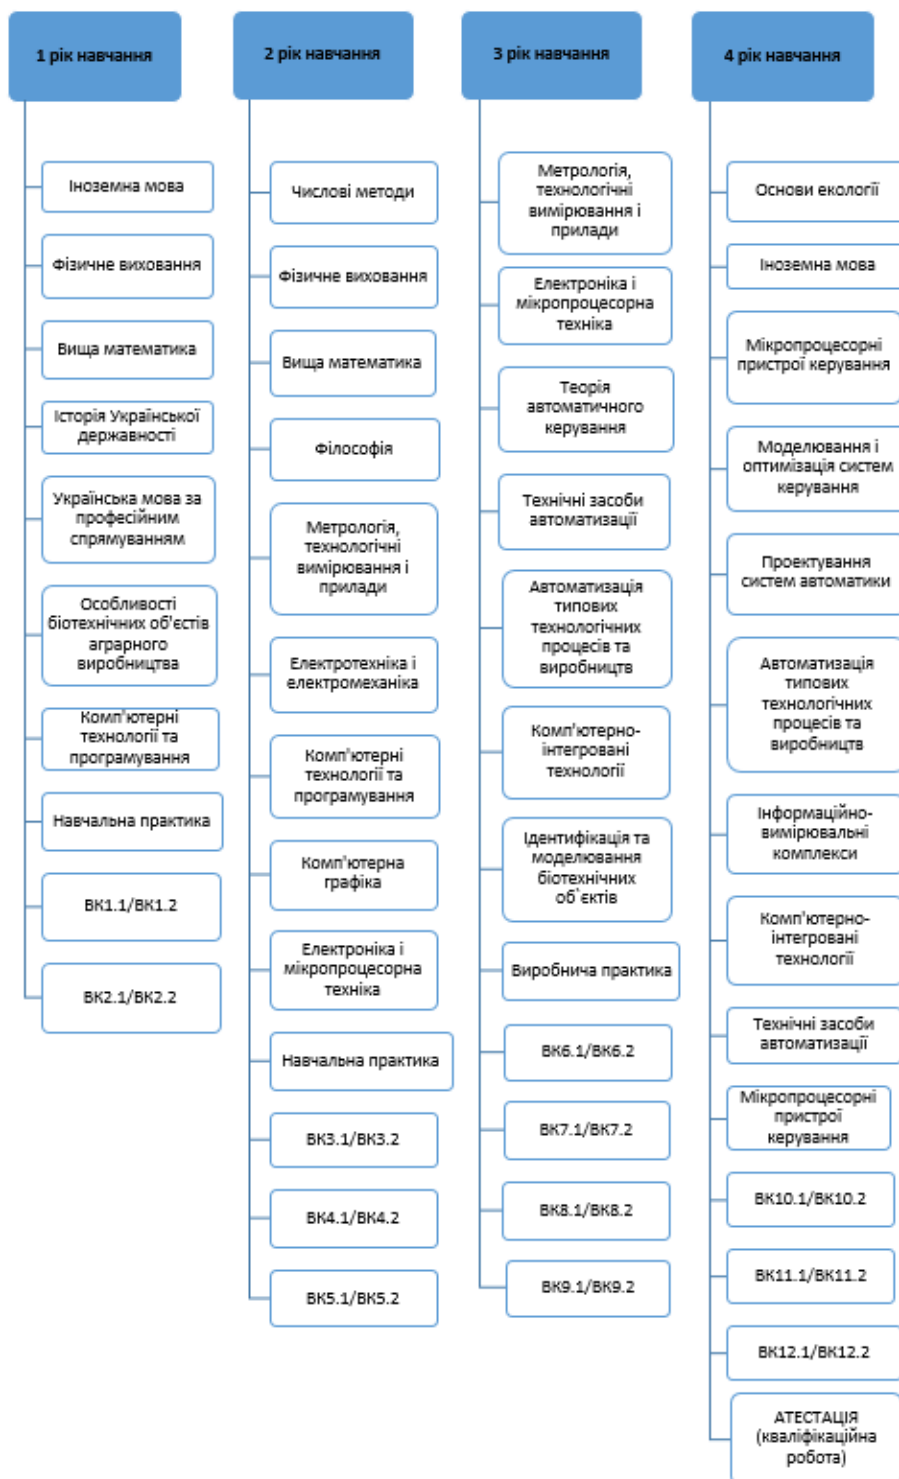 1 рік навчання
Іноземна мова
Фізичне виховання
Вища математика
Історія Української
державності
Українська мова за
професійним
спрямуванням
Особливості
біотехнічних об'єстів
аграрного
виробництва
Комп'ютерні
технології та
програмування
Навчальна практика
ВК1.1/ВК1.2
ВК2.1/ВК2.2
2 рік навчання
Числові методи
Фізичне виховання
Вища математика
Філософія
Метрологія,
технологічні
вимірювання і
прилади
Електротехніка і
електромеханіка
Комп'ютерні
технології та
програмування
Комп'ютерна
графіка
Електроніка і
мікропроцесорна
техніка
Навчальна практика
ВК3.1/ВК3.2
ВК4.1/ВК4.2
ВК5.1/ВК5.2
3 рік навчання
Метрологія,
технологічні
вимірювання і
прилади
Електроніка і
мікропроцесорна
техніка
Теорія
автоматичного
керування
Технічні засоби
автоматизації
Автоматизація
типових
технологічних
процесів та
виробництв
Комп'ютерно-
інтегровані
технології
Ідентифікація та
моделювання
біотехнічних
об`єктів
Виробнича практика
ВК6.1/ВК6.2
ВК7.1/ВК7.2
ВК8.1/ВК8.2
ВК9.1/ВК9.2
4 рік навчання
Основи екології
Іноземна мова
Мікропроцесорні
пристрої керування
Моделювання і
оптимізація систем
керування
Проектування
систем автоматики
Автоматизація
типових
технологічних
процесів та
виробництв
Інформаційно-
вимірювальні
комплекси
Комп'ютерно-
інтегровані
технології
Технічні засоби
автоматизації
Мікропроцесорні
пристрої
керування
ВК10.1/ВК10.2
ВК11.1/ВК11.2
ВК12.1/ВК12.2
АТЕСТАЦІЯ
(кваліфікаційна
робота)